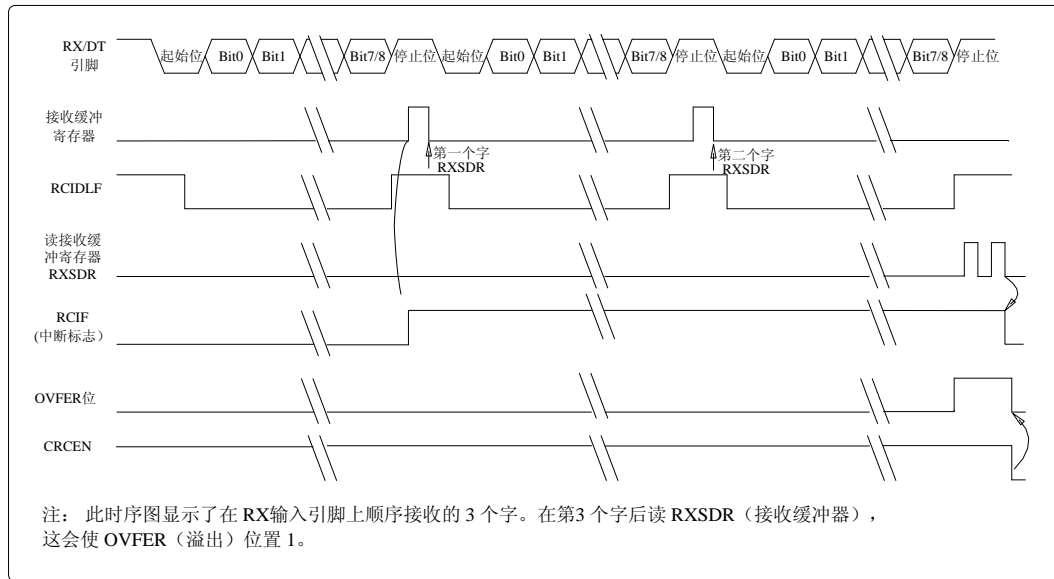 RX/DT
引脚
起始位 Bit0 Bit1 Bit7/8 停止位 起始位 Bit0 Bit1 Bit7/8 停止位 起始位 Bit0 Bit1 Bit7/8 停止位
接收缓冲
寄存器
第一个字
RXSDR
第二个字
RXSDR
RCIDLF
读接收缓
冲寄存器
RXSDR
RCIF
(中断标志）
OVFER位
CRCEN
注： 此时序图显示了在 RX输入引脚上顺序接收的 3 个字。在第3 个字后读 RXSDR（接收缓冲器），
这会使 OVFER（溢出）位置 1。